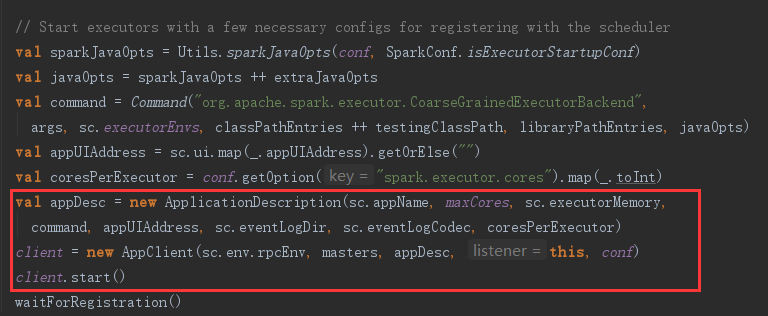 // Start executors with a few necessary configs for registering with the scheduler
val sparkJavaOpts = Utils.sparkJavaOpts(conf, SparkConf.isExecutorStartupConf)
val javaOpts = sparkJavaOpts ++ extraJavaOpts
val command = Command("org.apache.spark.executor.CoarseGrainedExecutorBackend",
args, sc.executorEnvs, classPathEntries ++ testingClassPath, libraryPathEntries, javaOpts)
val appUIAddress = sc.ui.map(_.appUIAddress).getOrElse("")
val coresPerExecutor = conf.getOption( key = "spark.executor.cores").map(_.toInt)
val appDesc = new ApplicationDescription(sc.appName, maxCores, sc.executorMemory,
command, appUIAddress, sc.eventLogDir, sc.eventLogCodec, coresPerExecutor)
client = new AppClient(sc.env.rpcEnv, masters, appDesc, listener = this, conf)
client.start()
waitForRegistration()